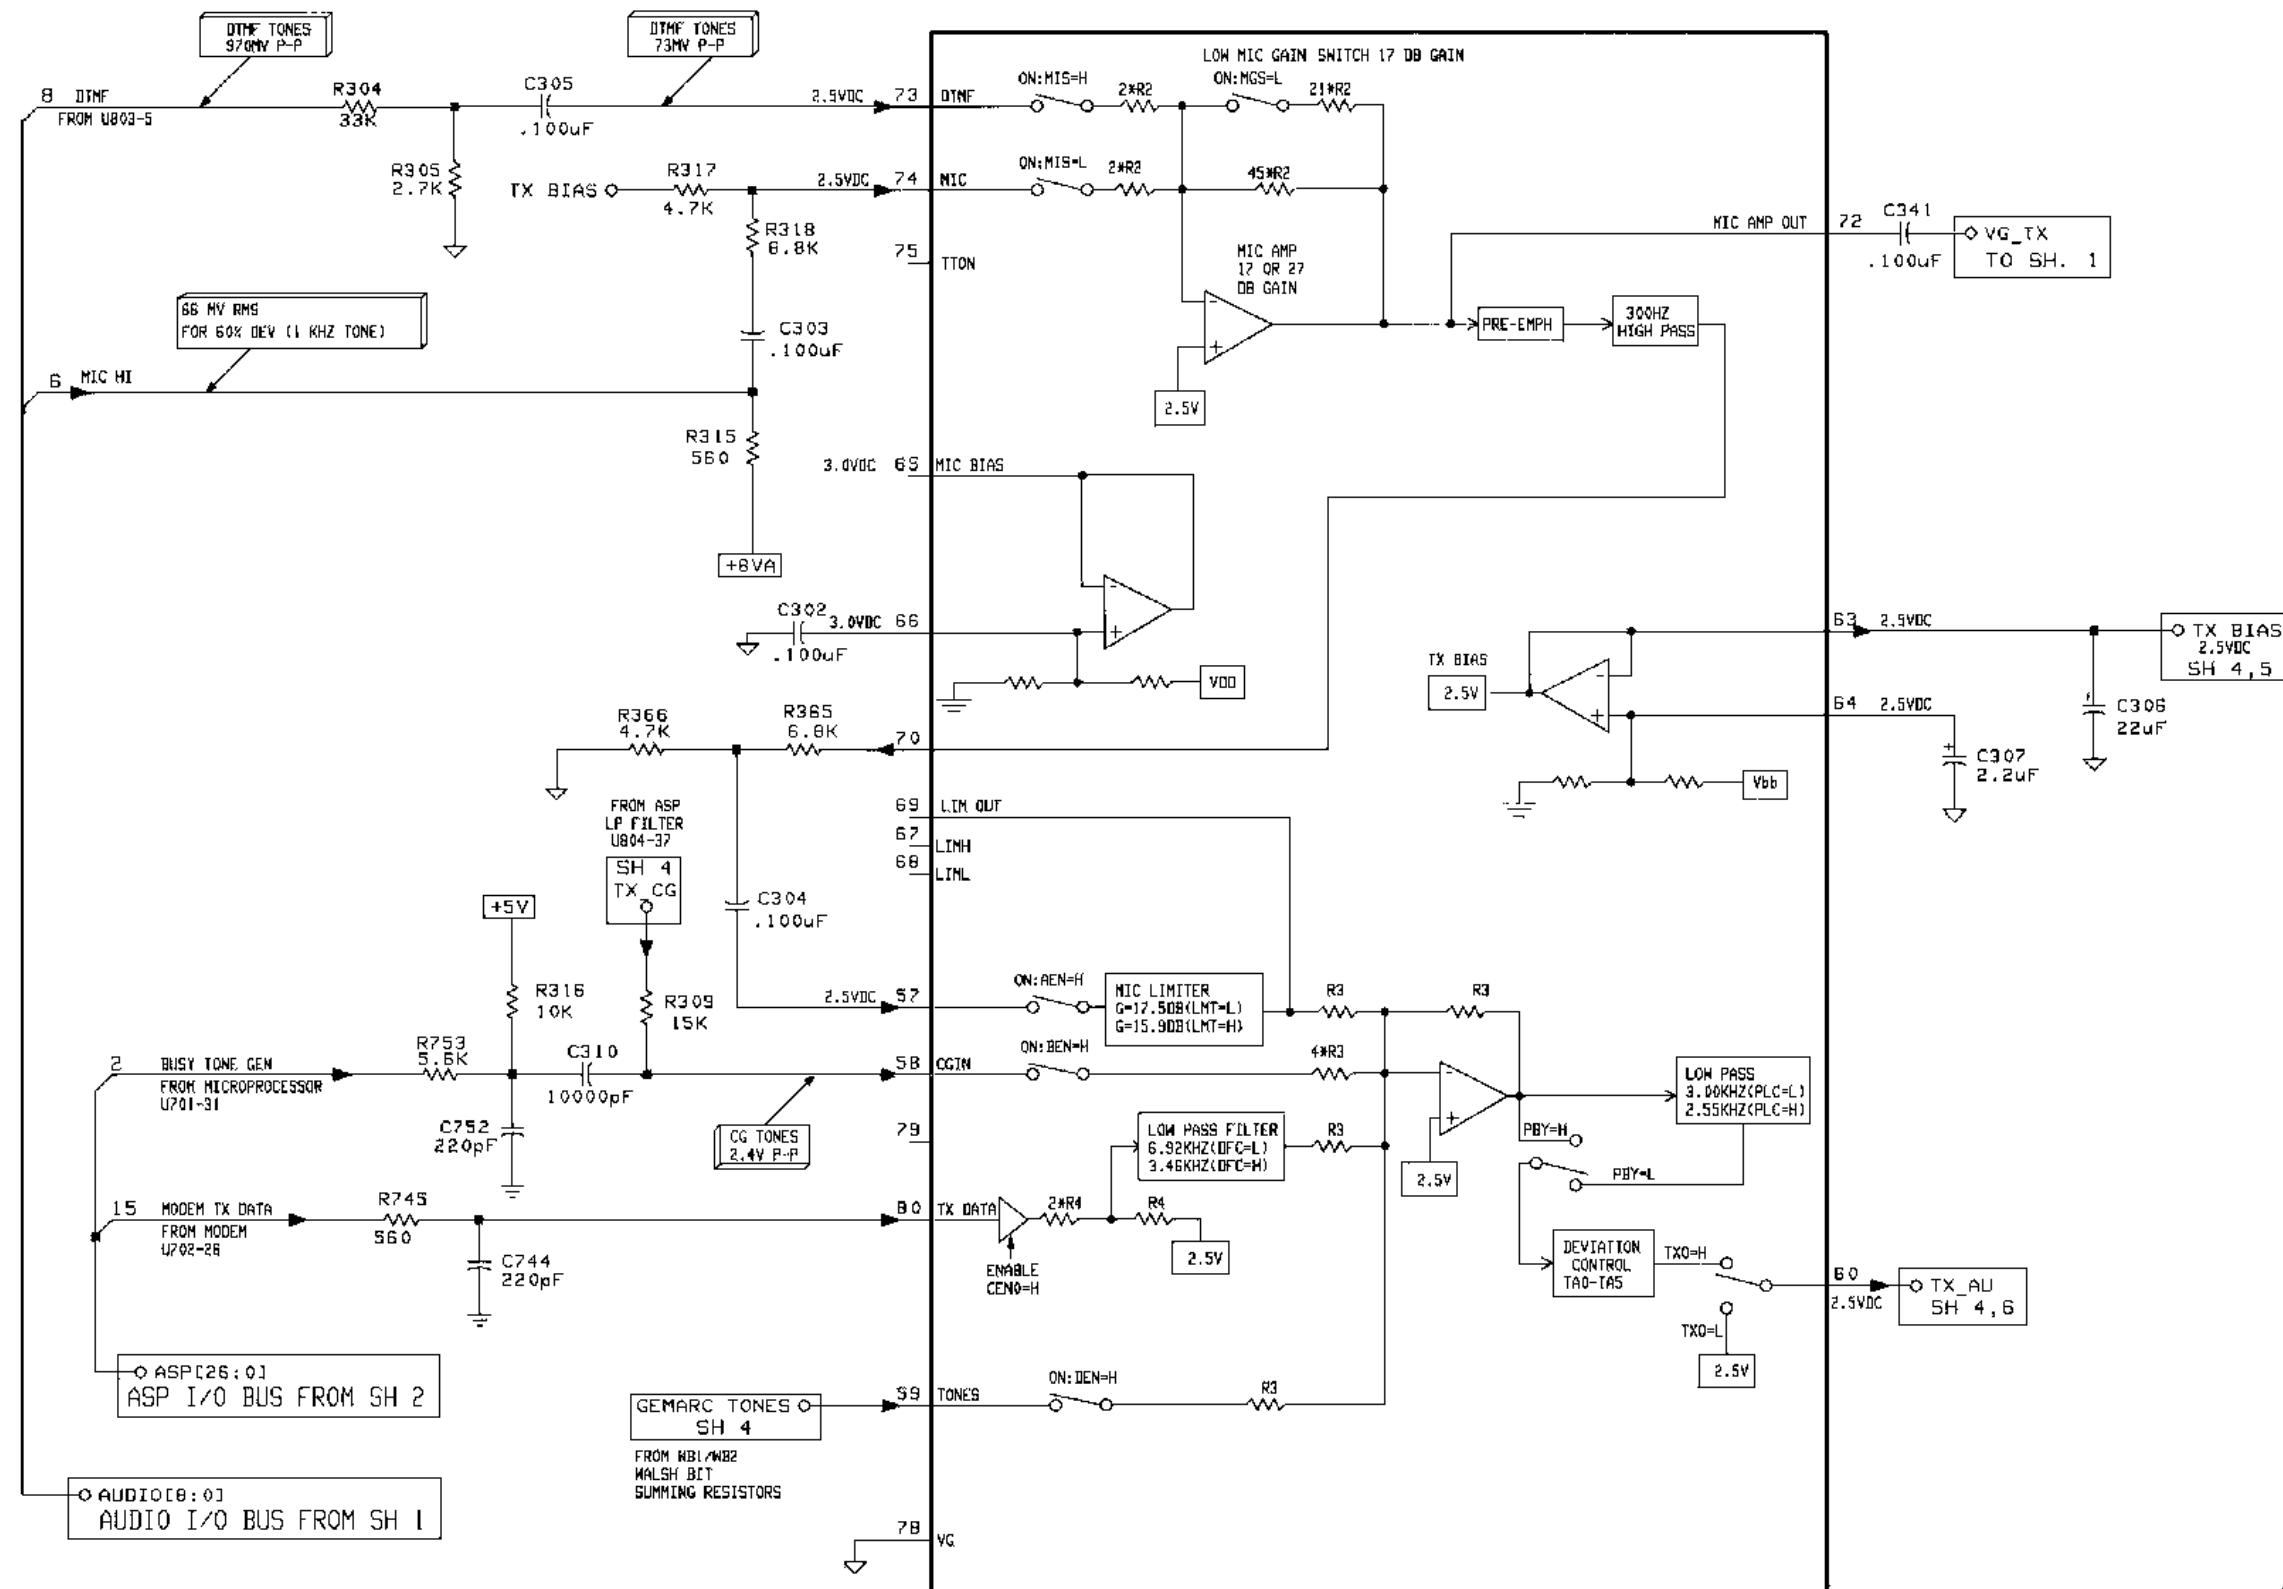 DTMF TONES
970MV P-P
DTMF TONES
73MV P-P
LOW MIC GAIN SWITCH 17 DB GAIN
8 DTMF
FROM U803-5
R304
33K
C305
.100uF
2.5VDC 73 DTMF
ON:MIS=H
2*R2
ON:MGS=L
21*R2
R305
2.7K
TX BIAS
R317
4.7K
2.5VDC 74 MIC
ON:MIS=L
2*R2
45*R2
R318
6.8K
75
TTON
MIC AMP
17 OR 27
DB GAIN
MIC AMP OUT 72
C341
.100uF
VG_TX
TO SH. 1
66 MV RMS
FOR 60% DEV (1 KHZ TONE)
C303
.100uF
PRE-EMPH
300HZ
HIGH PASS
6 MIC HI
2.5V
R315
560
3.0VDC 65 MIC BIAS
+8VA
C302
.100uF
3.0VDC 66
VDD
TX BIAS
2.5V
63 2.5VDC
TX BIAS
2.5VDC
SH 4,5
64 2.5VDC
C306
22uF
+
C307
2.2uF
Vbb
R366
4.7K
R365
6.8K
70
FROM ASP
LP FILTER
U804-37
SH 4
TX_CG
69 LIM OUT
67
LIMH
68
LIML
C304
.100uF
+5V
R316
10K
R309
15K
2.5VDC 57
ON:AEN=H
MIC LIMITER
G=17.5DB(LMT=L)
G=15.9DB(LMT=H)
R3
R3
2 BUSY TONE GEN
FROM MICROPROCESSOR
U701-31
R753
5.6K
C310
10000pF
58 CGIN
ON:BEN=H
4*R3
LOW PASS
3.00KHZ(PLC=L)
2.55KHZ(PLC=H)
C752
220pF
CG TONES
2.4V P-P
79
LOW PASS FILTER
6.92KHZ(DFC=L)
3.46KHZ(DFC=H)
R3
2.5V
PBY=H
PBY=L
15 MODEM TX DATA
FROM MODEM
U702-26
R745
560
80 TX DATA
2*R4
R4
2.5V
C744
220pF
ENABLE
CEN0=H
DEVIATION
CONTROL
TA0-TA5
TXO=H
60
2.5VDC
TX_AU
SH 4,6
TXO=L
2.5V
ASP[26:0]
ASP I/O BUS FROM SH 2
GEMARC TONES
SH 4
59 TONES
ON:DEN=H
R3
FROM WB1/WB2
WALSH BIT
SUMMING RESISTORS
AUDIO[8:0]
AUDIO I/O BUS FROM SH 1
78
VG